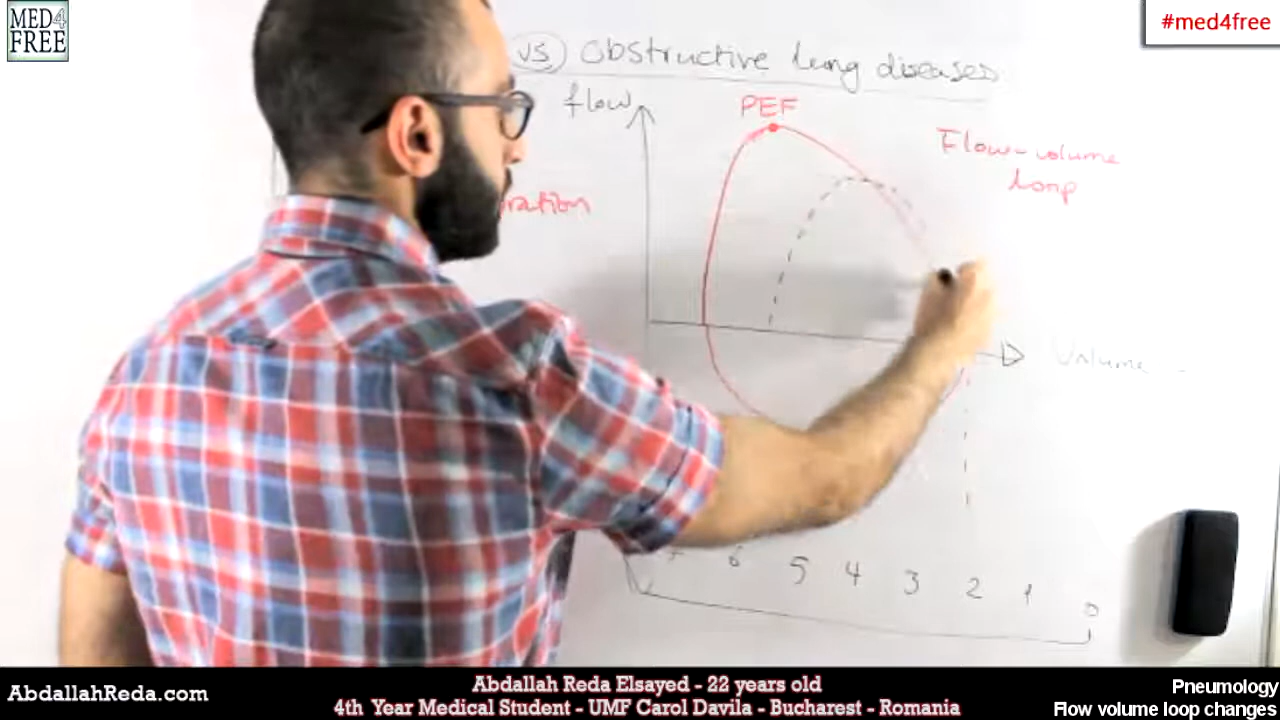 MED4
FREE
#med4free
vs Obstructive lung diseases
flow
PEF
Flow-volume
Loop
ration
Volume
6 5 4 3 2 1 0
AbdallahReda.com
Abdallah Reda Elsayed - 22 years old
4th Year Medical Student - UMF Carol Davila - Bucharest - Romania
Pneumology
Flow volume loop changes